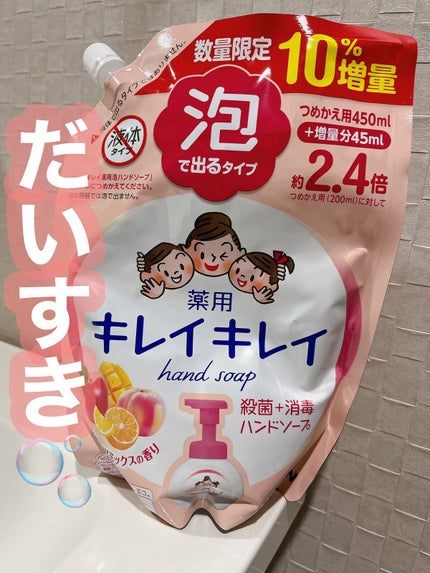 数量限定
10%増量
泡
で出るタイプ
つめかえ用450ml
+増量分45ml
約2.4倍
つめかえ用(200ml)に対して
液体
タイプ
だいすき
薬用
キレイキレイ
hand soap
殺菌+消毒
ハンドソープ
ミックスの香り